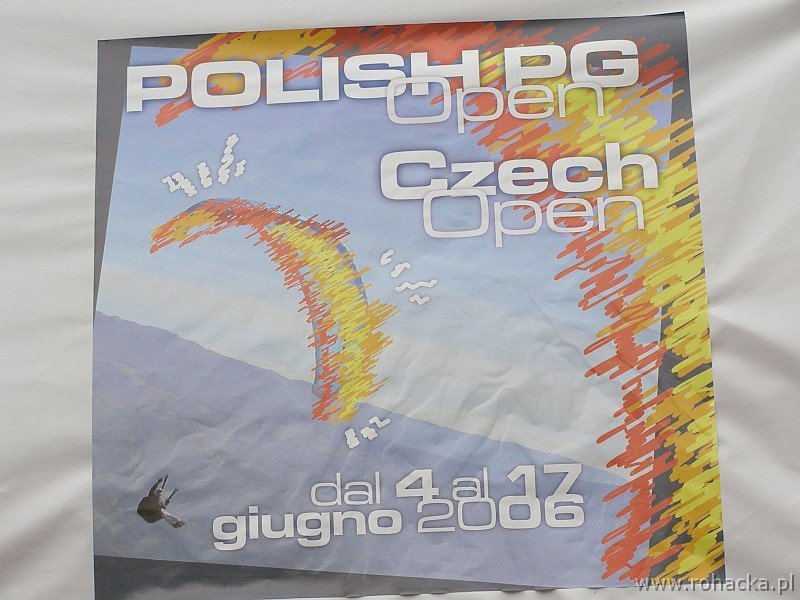 POLISH PG
Open
Czech
Open
dal 4 al 17
giugno 2006
www.rohacka.pl